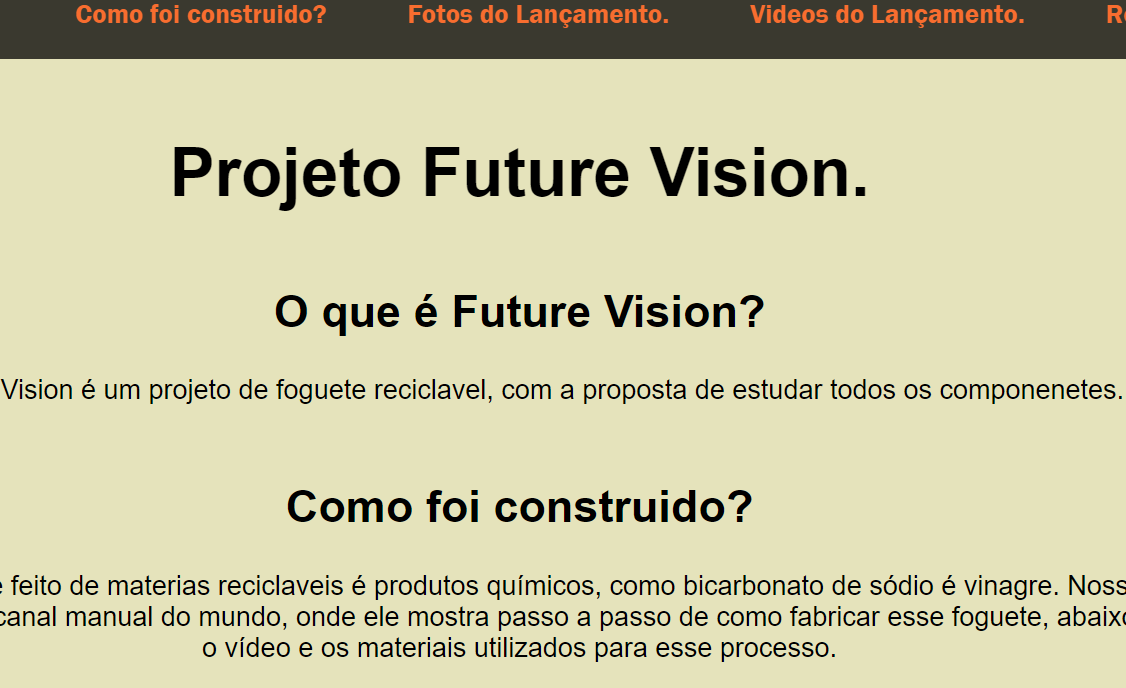 Como foi construido? Fotos do Lançamento. Videos do Lançamento.
Projeto Future Vision.
O que é Future Vision?
Vision é um projeto de foguete reciclavel, com a proposta de estudar todos os componenetes.
Como foi construido?
feito de materias reciclaveis é produtos químicos, como bicarbonato de sódio é vinagre. Noss
canal manual do mundo, onde ele mostra passo a passo de como fabricar esse foguete, abaixo
o vídeo e os materiais utilizados para esse processo.